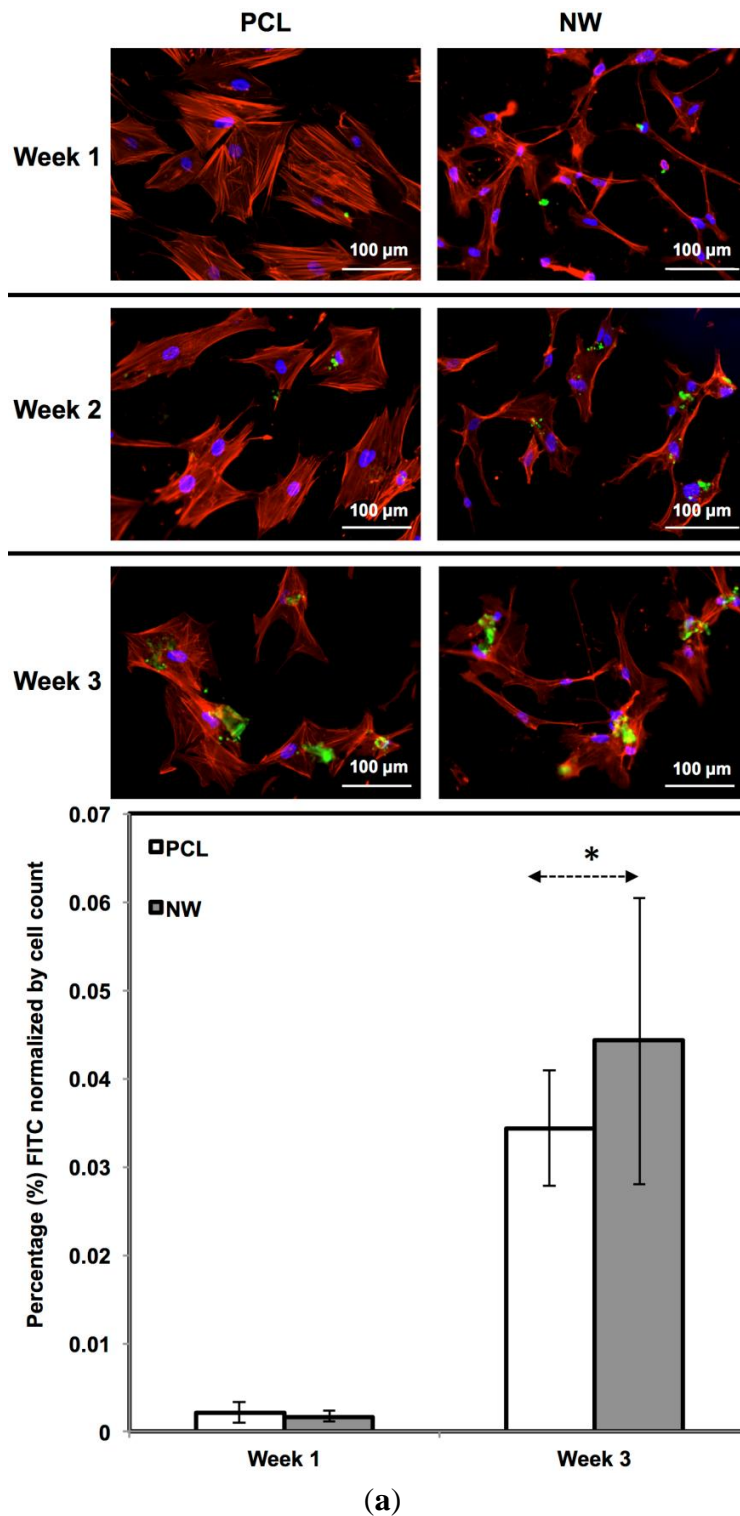 PCL NW
Week 1
100 µm 100 µm
Week 2
100 µm 100 µm
Week 3
100 µm 100 µm
Percentage (%) FITC normalized by cell count
0.07
0.06
0.05
0.04
0.03
0.02
0.01
0
PCL
NW
*
Week 1 Week 3
(a)